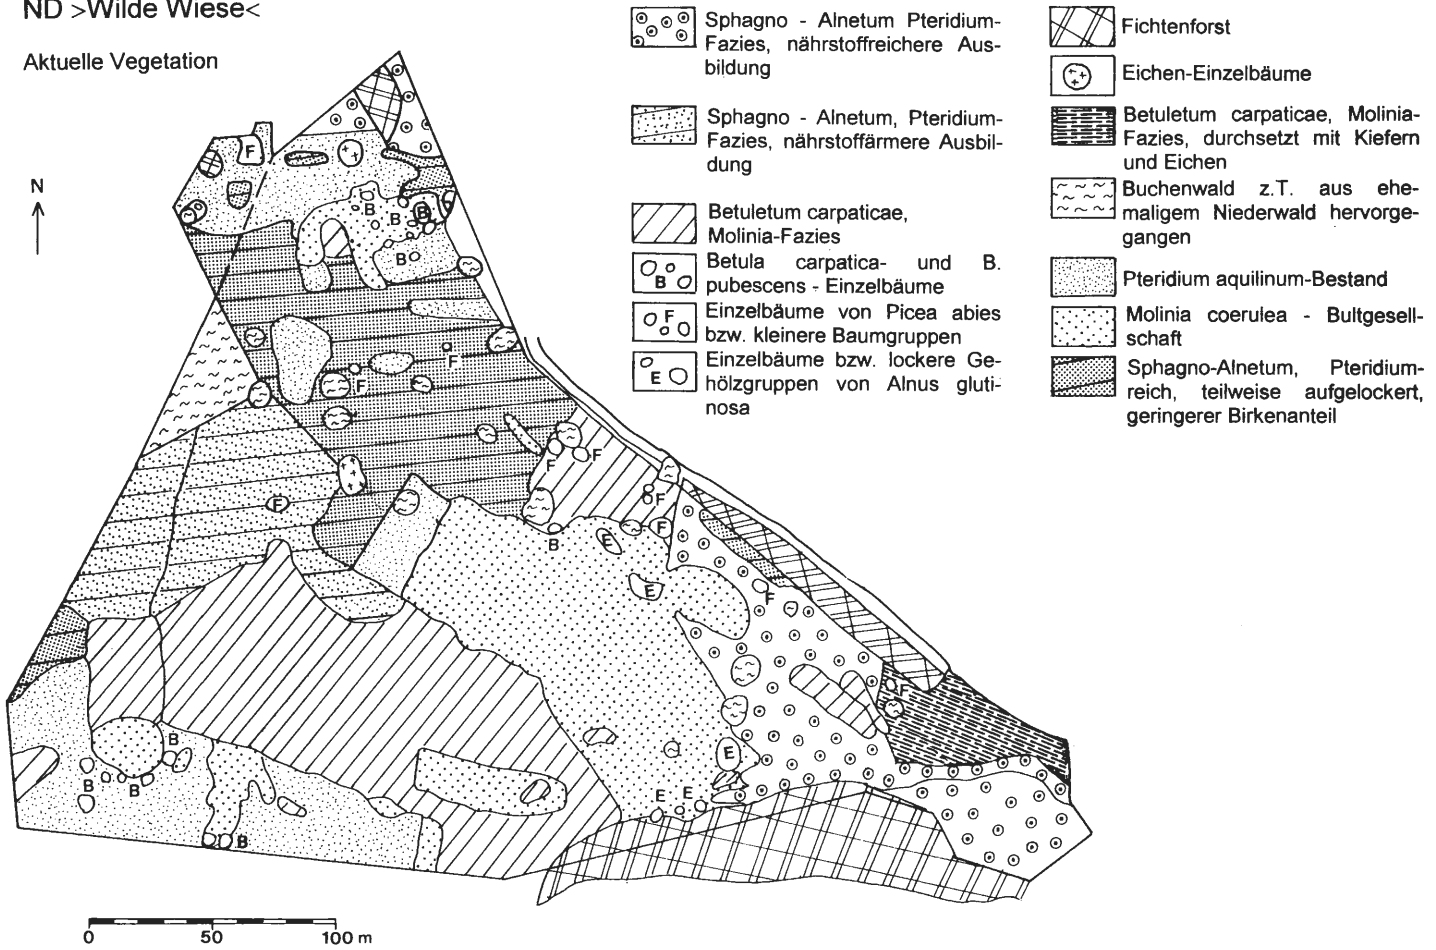 ND >Wilde Wiese<
Aktuelle Vegetation
N
Sphagno - Alnetum Pteridium-
Fazies, nährstoffreichere Aus-
bildung
Sphagno - Alnetum, Pteridium-
Fazies, nährstoffärmere Ausbil-
dung
Betuletum carpaticae,
Molinia-Fazies
B
Betula carpatica- und B.
pubescens - Einzelbäume
F
Einzelbäume von Picea abies
bzw. kleinere Baumgruppen
E
Einzelbäume bzw. lockere Ge-
hölzgruppen von Alnus gluti-
nosa
Fichtenforst
Eichen-Einzelbäume
Betuletum carpaticae, Molinia-
Fazies, durchsetzt mit Kiefern
und Eichen
Buchenwald z.T. aus ehe-
maligem Niederwald hervorge-
gangen
Pteridium aquilinum-Bestand
Molinia coerulea - Bultgesell-
schaft
Sphagno-Alnetum, Pteridium-
reich, teilweise aufgelockert,
geringerer Birkenanteil
F
B
B
B
B
F
F
F
F
F
F
F
B
E
E
F
F
B
B
B
B
E
E
E
0 50 100 m